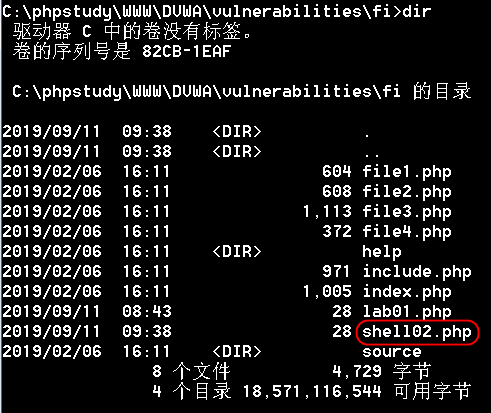 C:\phpstudy\WWW\DVWA\vulnerabilities\fi>dir
驱动器 C 中的卷没有标签。
卷的序列号是 82CB-1EAF
C:\phpstudy\WWW\DVWA\vulnerabilities\fi 的目录
2019/09/11  09:38    <DIR>          .
2019/09/11  09:38    <DIR>          ..
2019/02/06  16:11               604 file1.php
2019/02/06  16:11               608 file2.php
2019/02/06  16:11             1,113 file3.php
2019/02/06  16:11               372 file4.php
2019/02/06  16:11    <DIR>          help
2019/02/06  16:11               971 include.php
2019/02/06  16:11             1,005 index.php
2019/09/11  08:43                28 lab01.php
2019/09/11  09:38                28 shell02.php
2019/02/06  16:11    <DIR>          source
8 个文件          4,729 字节
4 个目录 18,571,116,544 可用字节